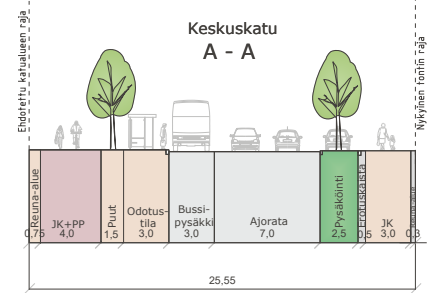 Keskuskatu
A - A
Ehdotettu katualueen raja
Nykyinen tontin raja
Reuna-alue
0,75
JK+PP
4,0
Puut
1,5
Odotus-
tila
3,0
Bussi-
pysäkki
3,0
Ajorata
7,0
Pysäköinti
2,5
Erotuskaista
0,5
JK
3,0
Reuna-alue
0,3
25,55